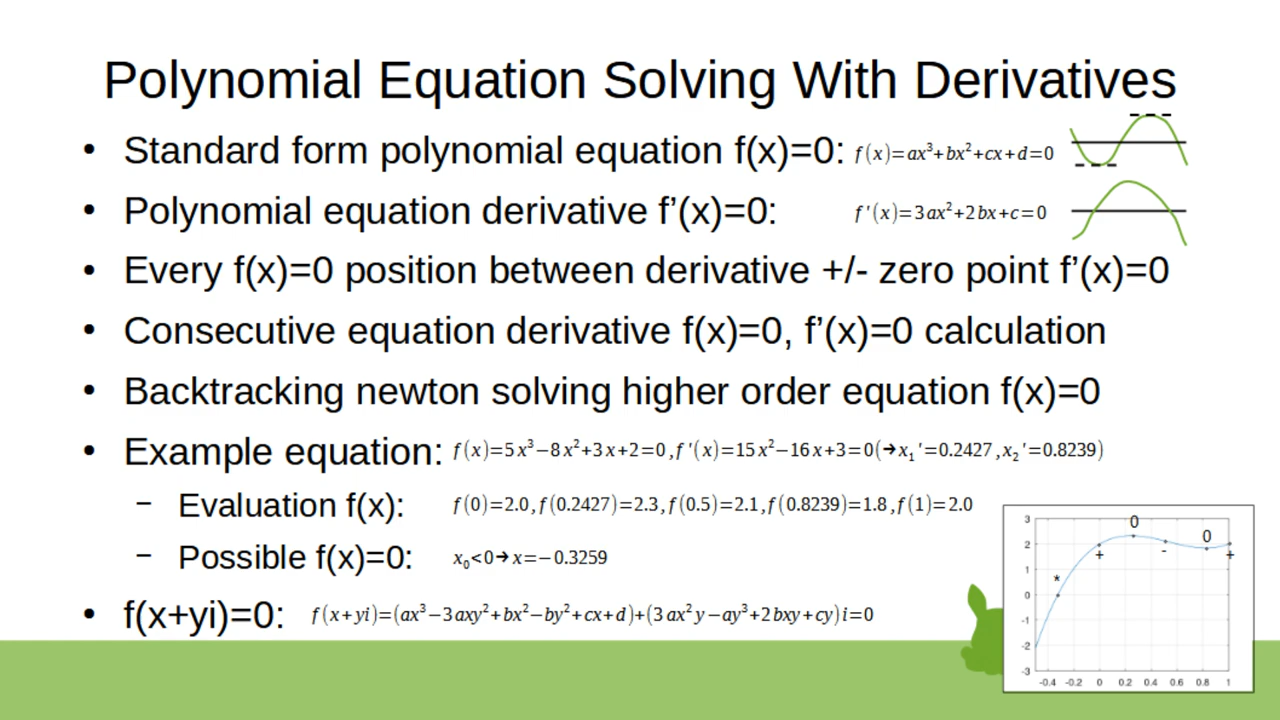 Polynomial Equation Solving With Derivatives
• Standard form polynomial equation f(x)=0: f(x)=ax³+bx²+cx+d=0
• Polynomial equation derivative f’(x)=0: f'(x)=3ax²+2bx+c=0
• Every f(x)=0 position between derivative +/- zero point f’(x)=0
• Consecutive equation derivative f(x)=0, f’(x)=0 calculation
• Backtracking newton solving higher order equation f(x)=0
• Example equation: f(x)=5x³−8x²+3x+2=0,f'(x)=15x²−16x+3=0(→x₁'=0.2427,x₂'=0.8239)
– Evaluation f(x): f(0)=2.0,f(0.2427)=2.3,f(0.5)=2.1,f(0.8239)=1.8,f(1)=2.0
– Possible f(x)=0: x₀<0→x=−0.3259
• f(x+yi)=0: f(x+yi)=(ax³−3axy²+bx²−by²+cx+d)+(3ax²y−ay³+2bxy+cy)i=0
3
0
2
+ - 0 +
1
*
0
-1
-2
-3
-0.4 -0.2 0 0.2 0.4 0.6 0.8 1